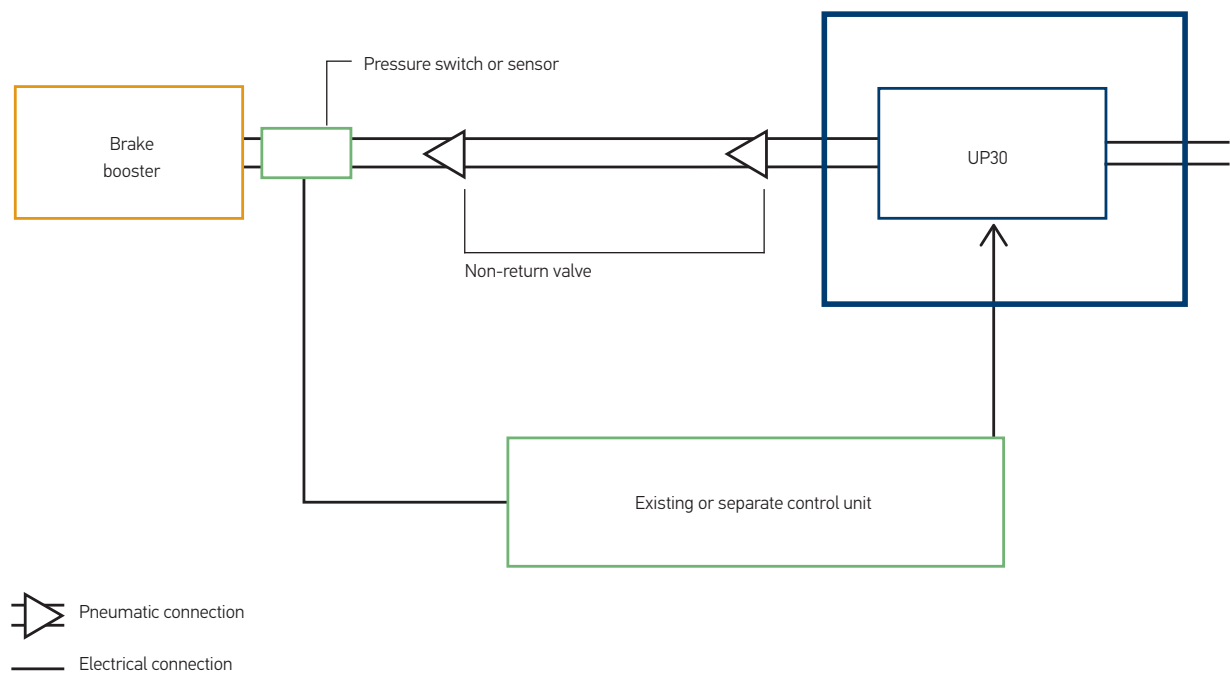 Pressure switch or sensor
Brake
booster
UP30
Non-return valve
Existing or separate control unit
Pneumatic connection
Electrical connection